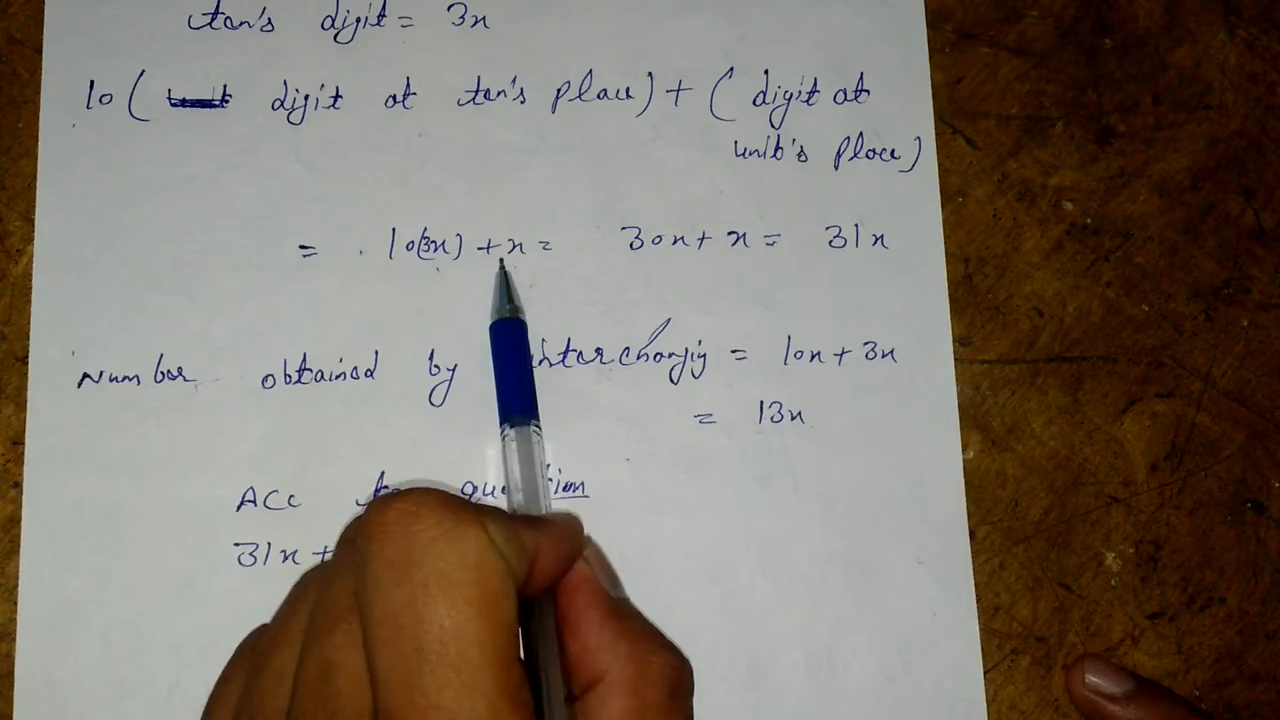 ten's digit = 3x
10( digit at ten's place) + ( digit at
unit's place)
= 10(3x) + x = 30x + x = 31x
Number obtained by interchanging = 10x + 3x
= 13x
Acc to question
31x +